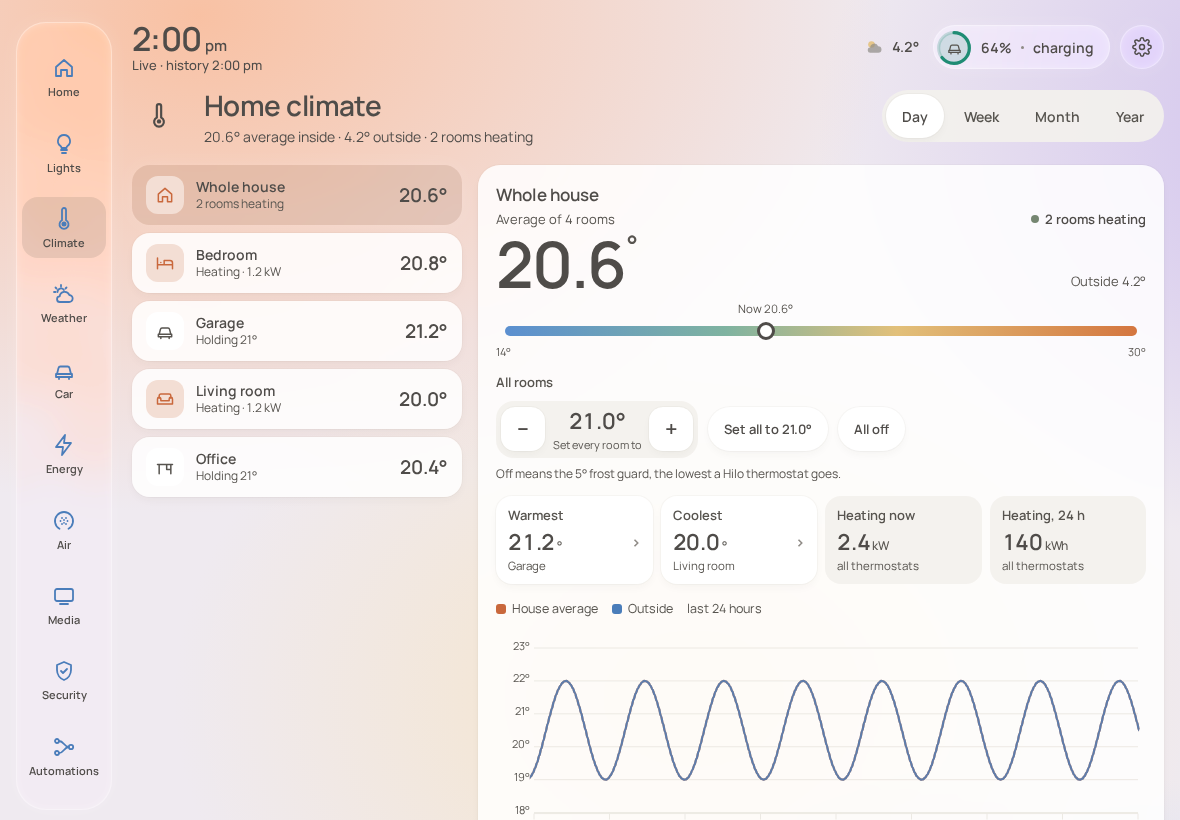 2:00 pm
Live · history 2:00 pm
4.2°
64% · charging
Home
Lights
Climate
Weather
Car
Energy
Air
Media
Security
Automations
Home climate
20.6° average inside · 4.2° outside · 2 rooms heating
Day Week Month Year
Whole house
2 rooms heating
20.6°
Bedroom
Heating · 1.2 kW
20.8°
Garage
Holding 21°
21.2°
Living room
Heating · 1.2 kW
20.0°
Office
Holding 21°
20.4°
Whole house
Average of 4 rooms
2 rooms heating
20.6°
Outside 4.2°
Now 20.6°
14° 30°
All rooms
− 21.0° +
Set every room to
Set all to 21.0°
All off
Off means the 5° frost guard, the lowest a Hilo thermostat goes.
Warmest
21.2°
Garage
Coolest
20.0°
Living room
Heating now
2.4 kW
all thermostats
Heating, 24 h
140 kWh
all thermostats
House average Outside last 24 hours
23°
22°
21°
20°
19°
18°